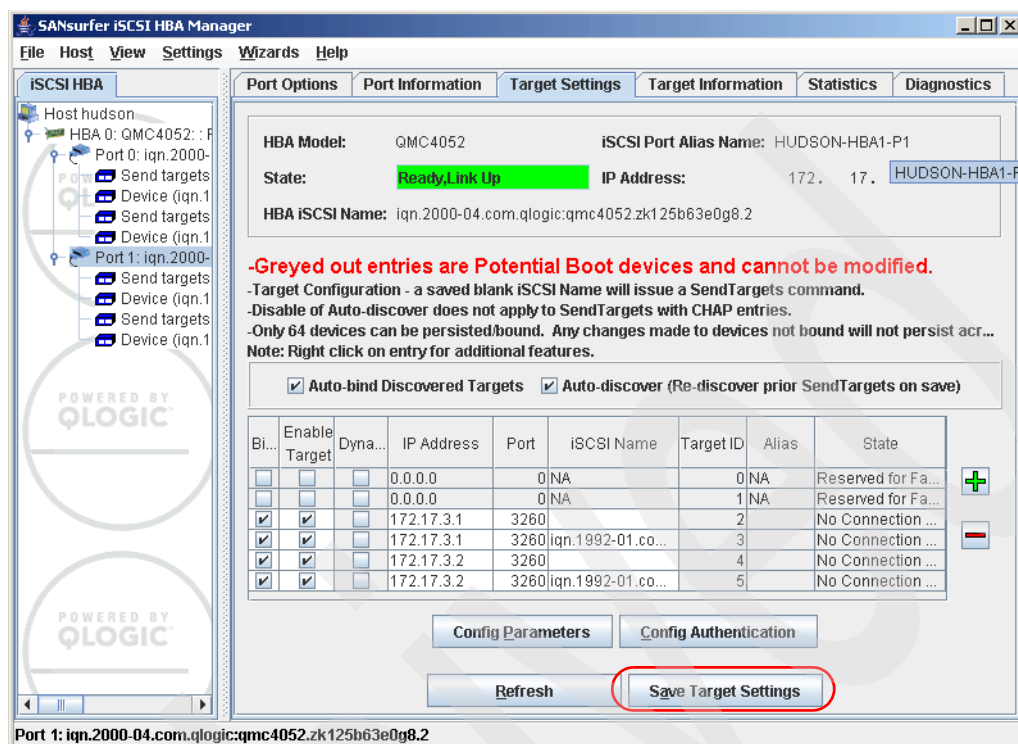 SANsurfer iSCSI HBA Manager
File Host View Settings Wizards Help
iSCSI HBA
Port Options Port Information Target Settings Target Information Statistics Diagnostics
Host hudson
HBA 0: QMC4052: : F
Port 0: iqn.2000-
Send targets
Device (iqn.1
Send targets
Device (iqn.1
Port 1: iqn.2000-
Send targets
Device (iqn.1
Send targets
Device (iqn.1
POWERED BY
QLOGIC
POWERED BY
QLOGIC
HBA Model: QMC4052 iSCSI Port Alias Name: HUDSON-HBA1-P1
State: Ready,Link Up IP Address: 172. 17. HUDSON-HBA1-P
HBA iSCSI Name: iqn.2000-04.com.qlogic:qmc4052.zk125b63e0g8.2
-Greyed out entries are Potential Boot devices and cannot be modified.
-Target Configuration - a saved blank iSCSI Name will issue a SendTargets command.
-Disable of Auto-discover does not apply to SendTargets with CHAP entries.
-Only 64 devices can be persisted/bound. Any changes made to devices not bound will not persist acr...
Note: Right click on entry for additional features.
Auto-bind Discovered Targets Auto-discover (Re-discover prior SendTargets on save)
Bi... Enable Target Dyna... IP Address Port iSCSI Name Target ID Alias State
0.0.0.0 0 NA 0 NA Reserved for Fa...
0.0.0.0 0 NA 1 NA Reserved for Fa...
172.17.3.1 3260 2 No Connection ...
172.17.3.1 3260 iqn.1992-01.co... 3 No Connection ...
172.17.3.2 3260 4 No Connection ...
172.17.3.2 3260 iqn.1992-01.co... 5 No Connection ...
Config Parameters Config Authentication
Refresh Save Target Settings
Port 1: iqn.2000-04.com.qlogic:qmc4052.zk125b63e0g8.2